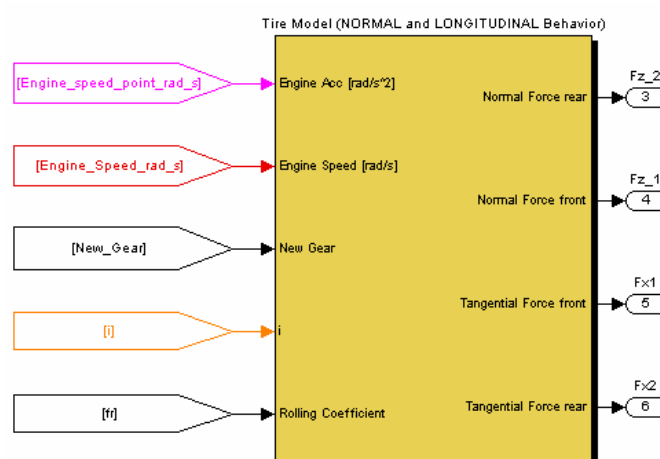 Tire Model (NORMAL and LONGITUDINAL Behavior)
[Engine_speed_point_rad_s]
Engine Acc [rad/s^2]
Normal Force rear
Fz_2
3
[Engine_Speed_rad_s]
Engine Speed [rad/s]
Normal Force front
Fz_1
4
[New_Gear]
New Gear
Tangential Force front
Fx1
5
[i]
i
[fr]
Rolling Coefficient
Tangential Force rear
Fx2
6